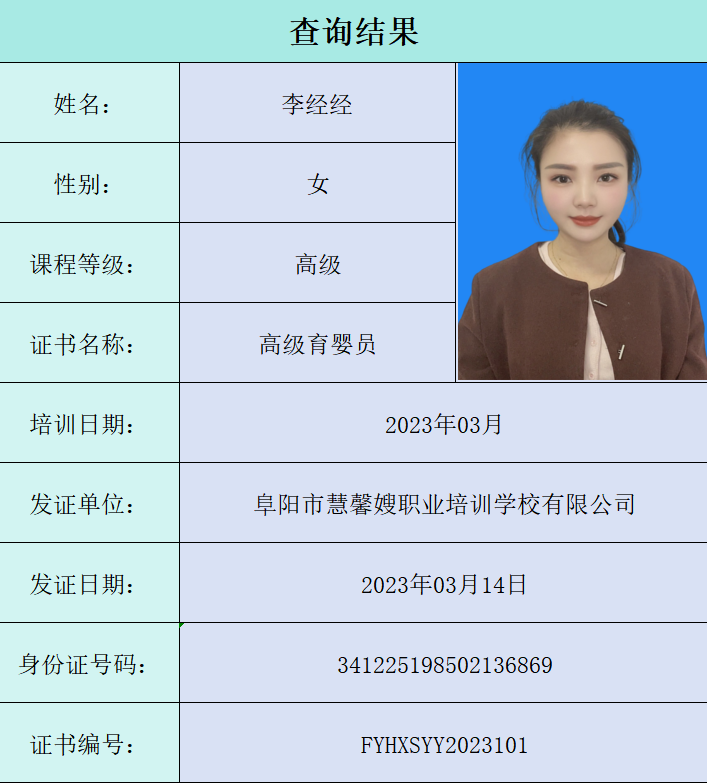 查询结果
姓名： 李经经
性别： 女
课程等级： 高级
证书名称： 高级育婴员
培训日期： 2023年03月
发证单位： 阜阳市慧馨嫂职业培训学校有限公司
发证日期： 2023年03月14日
身份证号码： 341225198502136869
证书编号： FYHXSYY2023101